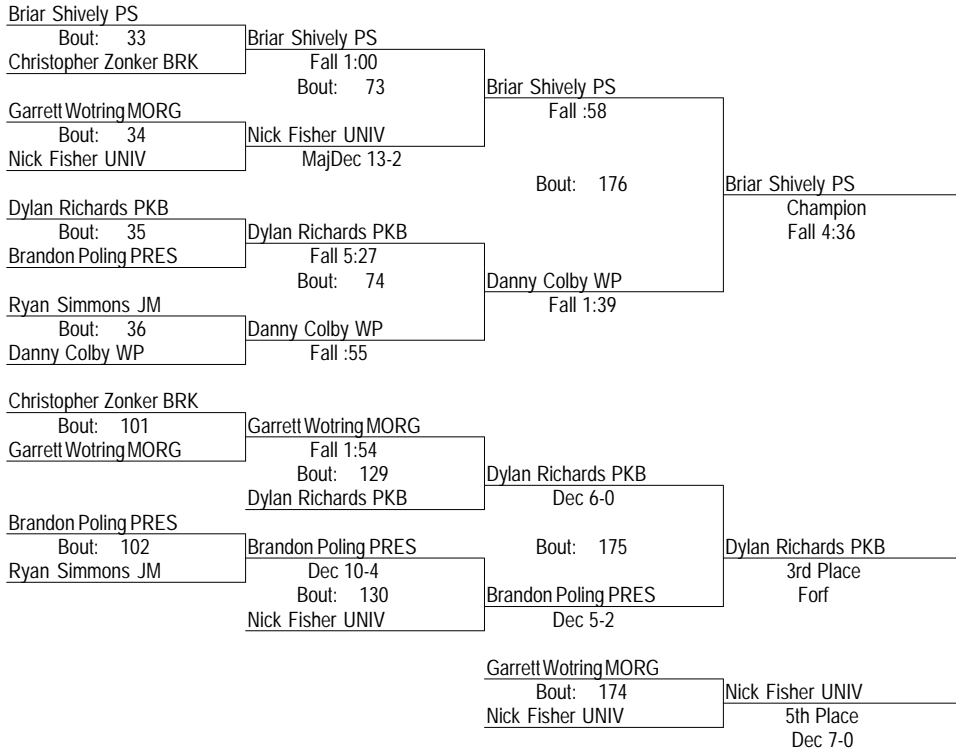 Briar Shively PS
Bout: 33
Briar Shively PS
Christopher Zonker BRK
Fall 1:00
Bout: 73
Briar Shively PS
Garrett Wotring MORG
Fall :58
Bout: 34
Nick Fisher UNIV
Nick Fisher UNIV
MajDec 13-2
Bout: 176
Briar Shively PS
Dylan Richards PKB
Champion
Bout: 35
Dylan Richards PKB
Fall 4:36
Brandon Poling PRES
Fall 5:27
Bout: 74
Danny Colby WP
Ryan Simmons JM
Fall 1:39
Bout: 36
Danny Colby WP
Danny Colby WP
Fall :55
Christopher Zonker BRK
Bout: 101
Garrett Wotring MORG
Garrett Wotring MORG
Fall 1:54
Bout: 129
Dylan Richards PKB
Dylan Richards PKB
Dec 6-0
Brandon Poling PRES
Bout: 102
Brandon Poling PRES
Bout: 175
Dylan Richards PKB
Ryan Simmons JM
Dec 10-4
3rd Place
Bout: 130
Brandon Poling PRES
Forf
Nick Fisher UNIV
Dec 5-2
Garrett Wotring MORG
Bout: 174
Nick Fisher UNIV
Nick Fisher UNIV
5th Place
Dec 7-0